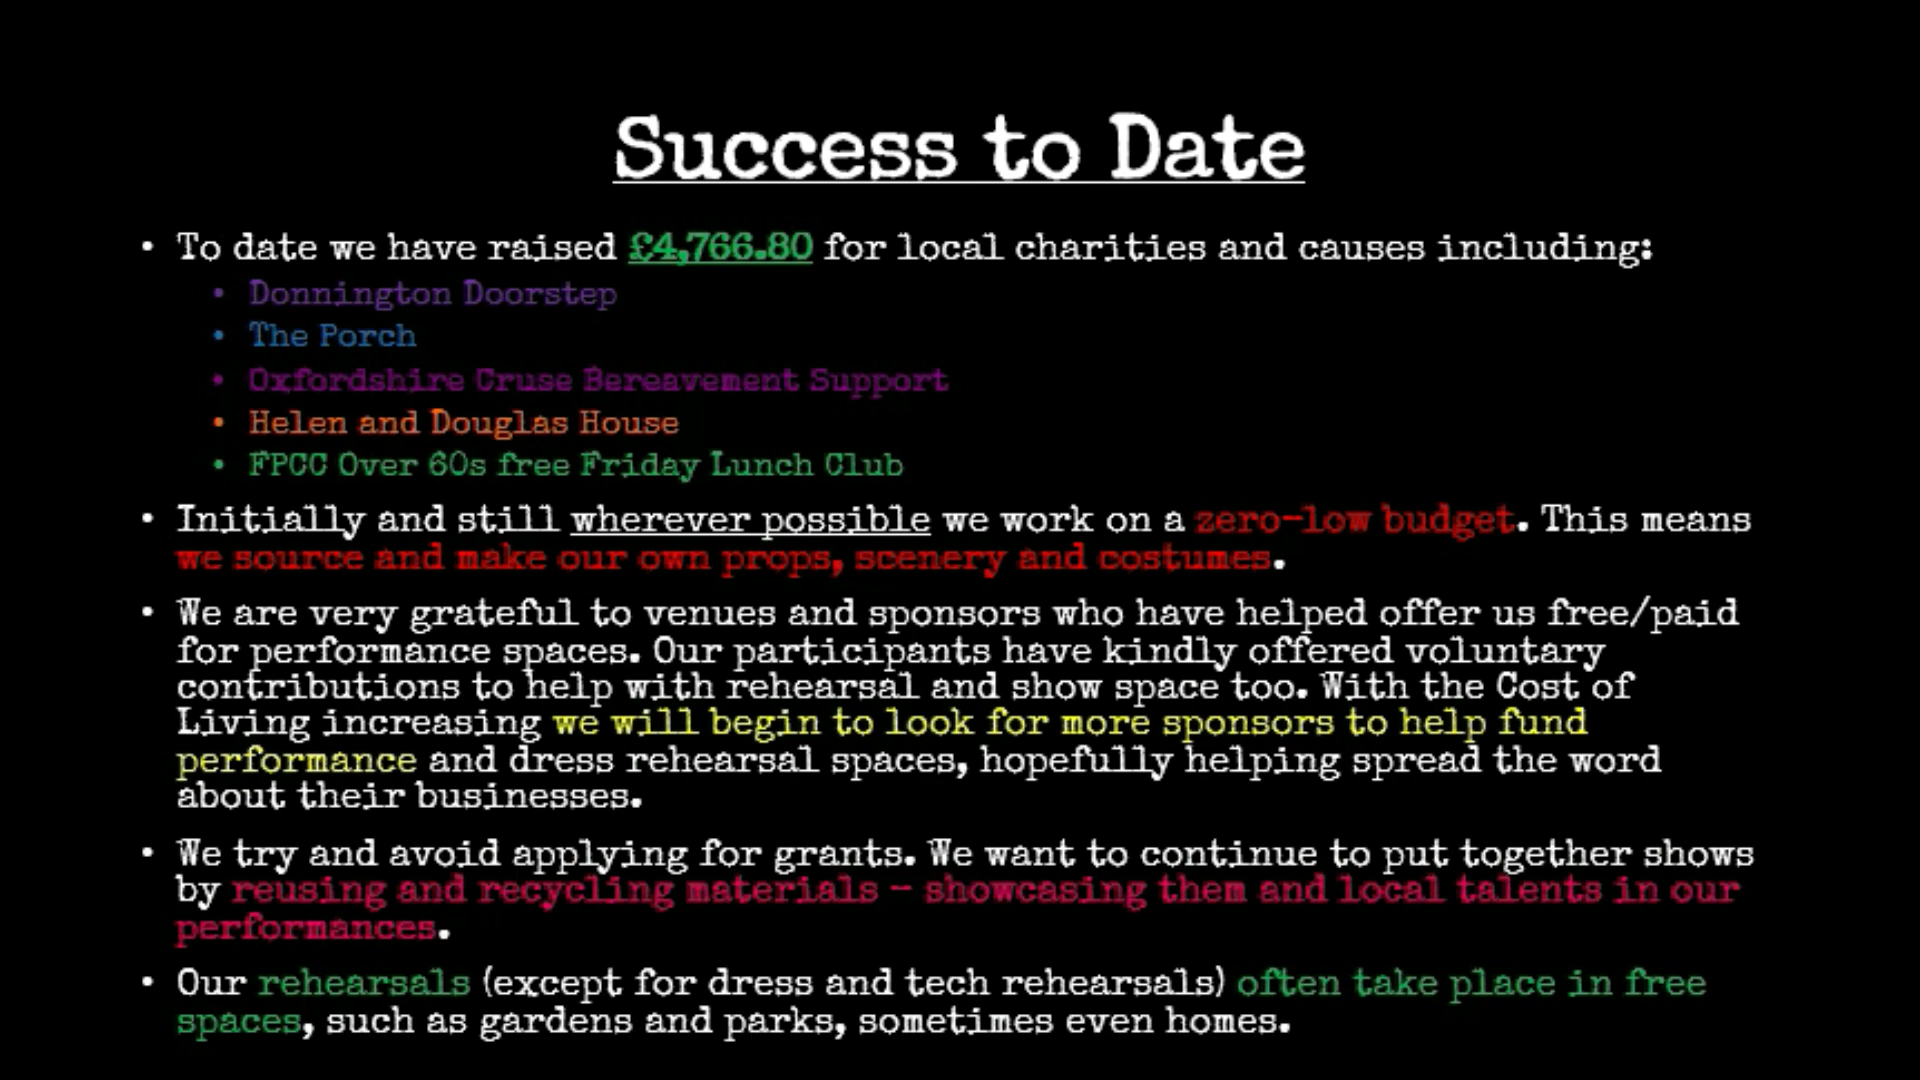 Success to Date
• To date we have raised £4,766.80 for local charities and causes including:
• Donnington Doorstep
• The Porch
• Oxfordshire Cruse Bereavement Support
• Helen and Douglas House
• FPCC Over 60s free Friday Lunch Club
• Initially and still wherever possible we work on a zero-low budget. This means
we source and make our own props, scenery and costumes.
• We are very grateful to venues and sponsors who have helped offer us free/paid
for performance spaces. Our participants have kindly offered voluntary
contributions to help with rehearsal and show space too. With the Cost of
Living increasing we will begin to look for more sponsors to help fund
performance and dress rehearsal spaces, hopefully helping spread the word
about their businesses.
• We try and avoid applying for grants. We want to continue to put together shows
by reusing and recycling materials – showcasing them and local talents in our
performances.
• Our rehearsals (except for dress and tech rehearsals) often take place in free
spaces, such as gardens and parks, sometimes even homes.